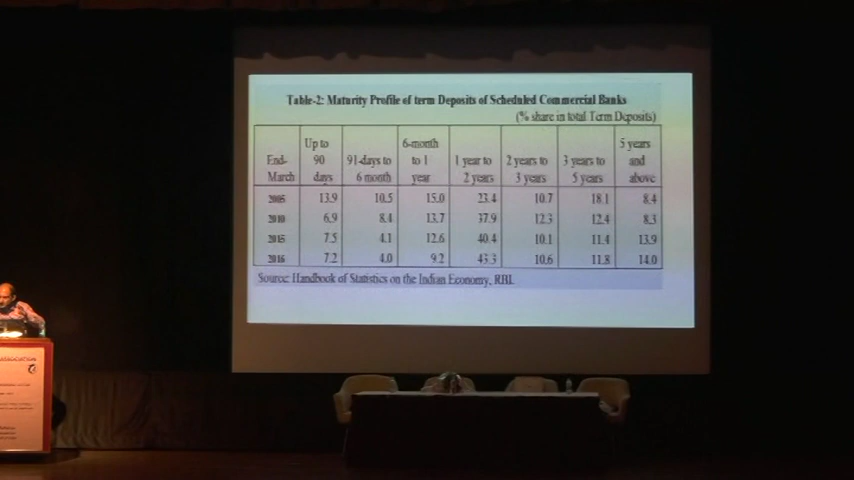 Table-2: Maturity Profile of term Deposits of Scheduled Commercial Banks
(% share in total Term Deposits)
End-March Up to 90 days 91-days to 6 month 6-month to 1 year 1 year to 2 years 2 years to 3 years 3 years to 5 years 5 years and above
2005 13.9 10.5 15.0 23.4 10.7 18.1 8.4
2010 6.9 8.4 13.7 37.9 12.3 12.4 8.3
2015 7.5 4.1 12.6 40.4 10.1 11.4 13.9
2016 7.2 4.0 9.2 43.3 10.6 11.8 14.0
Source: Handbook of Statistics on the Indian Economy, RBI.